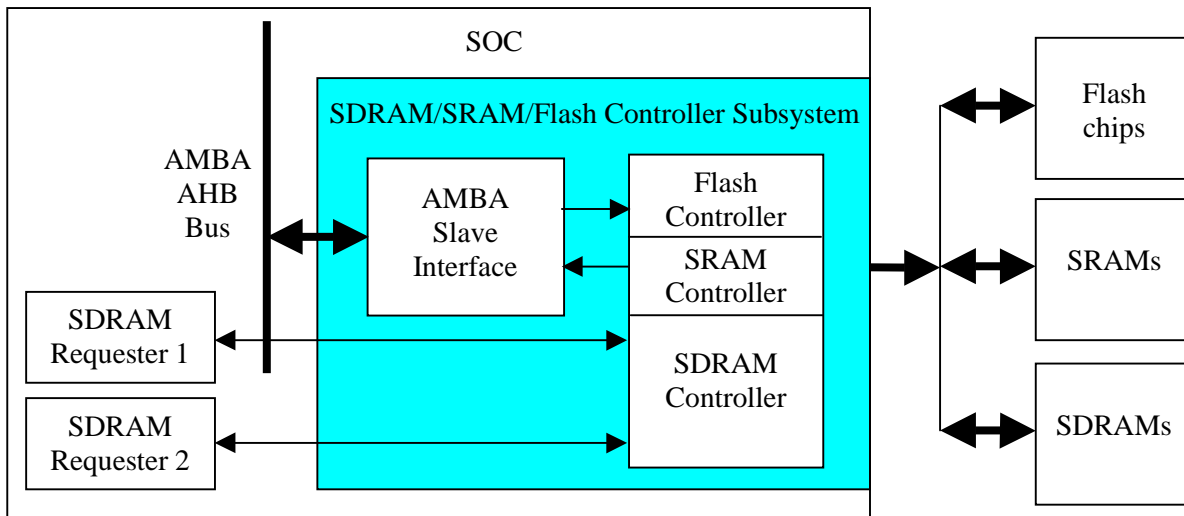 SOC
SDRAM/SRAM/Flash Controller Subsystem
AMBA
AHB
Bus
AMBA
Slave
Interface
Flash
Controller
SRAM
Controller
SDRAM
Controller
SDRAM
Requester 1
SDRAM
Requester 2
Flash
chips
SRAMs
SDRAMs